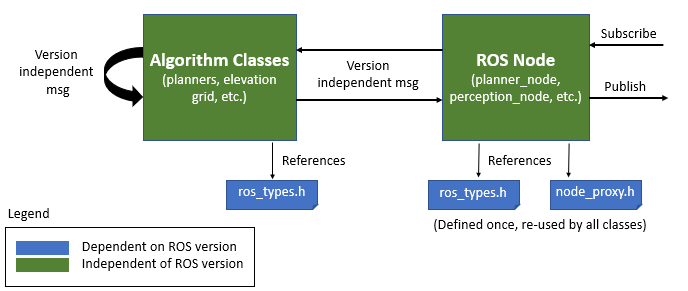 Version
independent
msg
Algorithm Classes
(planners, elevation
grid, etc.)
Version
independent msg
ROS Node
(planner_node,
perception_node, etc.)
Subscribe
Publish
References
ros_types.h
References
ros_types.h
node_proxy.h
(Defined once, re-used by all classes)
Legend
Dependent on ROS version
Independent of ROS version